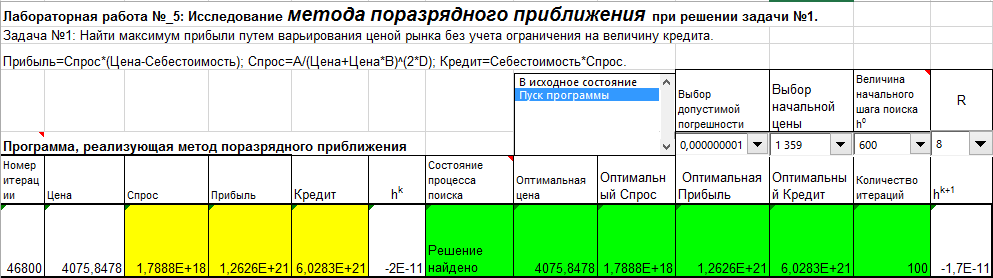 Лабораторная работа №_5: Исследование метода поразрядного приближения при решении задачи №1.
Задача №1: Найти максимум прибыли путем варьирования ценой рынка без учета ограничения на величину кредита.
Прибыль=Спрос*(Цена-Себестоимость); Спрос=A/(Цена+Цена*B)^(2*D); Кредит=Себестоимость*Спрос.
В исходное состояние
Пуск программы
Выбор допустимой погрешности
Выбор начальной цены
Величина начального шага поиска h⁰
R
Программа, реализующая метод поразрядного приближения
0,000000001
1 359
600
8
Номер итерац ии
Цена
Спрос
Прибыль
Кредит
hᵏ
Состояние процесса поиска
Оптимальная цена
Оптимальн ый Спрос
Оптимальная Прибыль
Оптимальны й Кредит
Количество итераций
hᵏ⁺¹
46800
4075,8478
1,7888E+18
1,2626E+21
6,0283E+21
-2E-11
Решение найдено
4075,8478
1,7888E+18
1,2626E+21
6,0283E+21
100
-1,7E-11